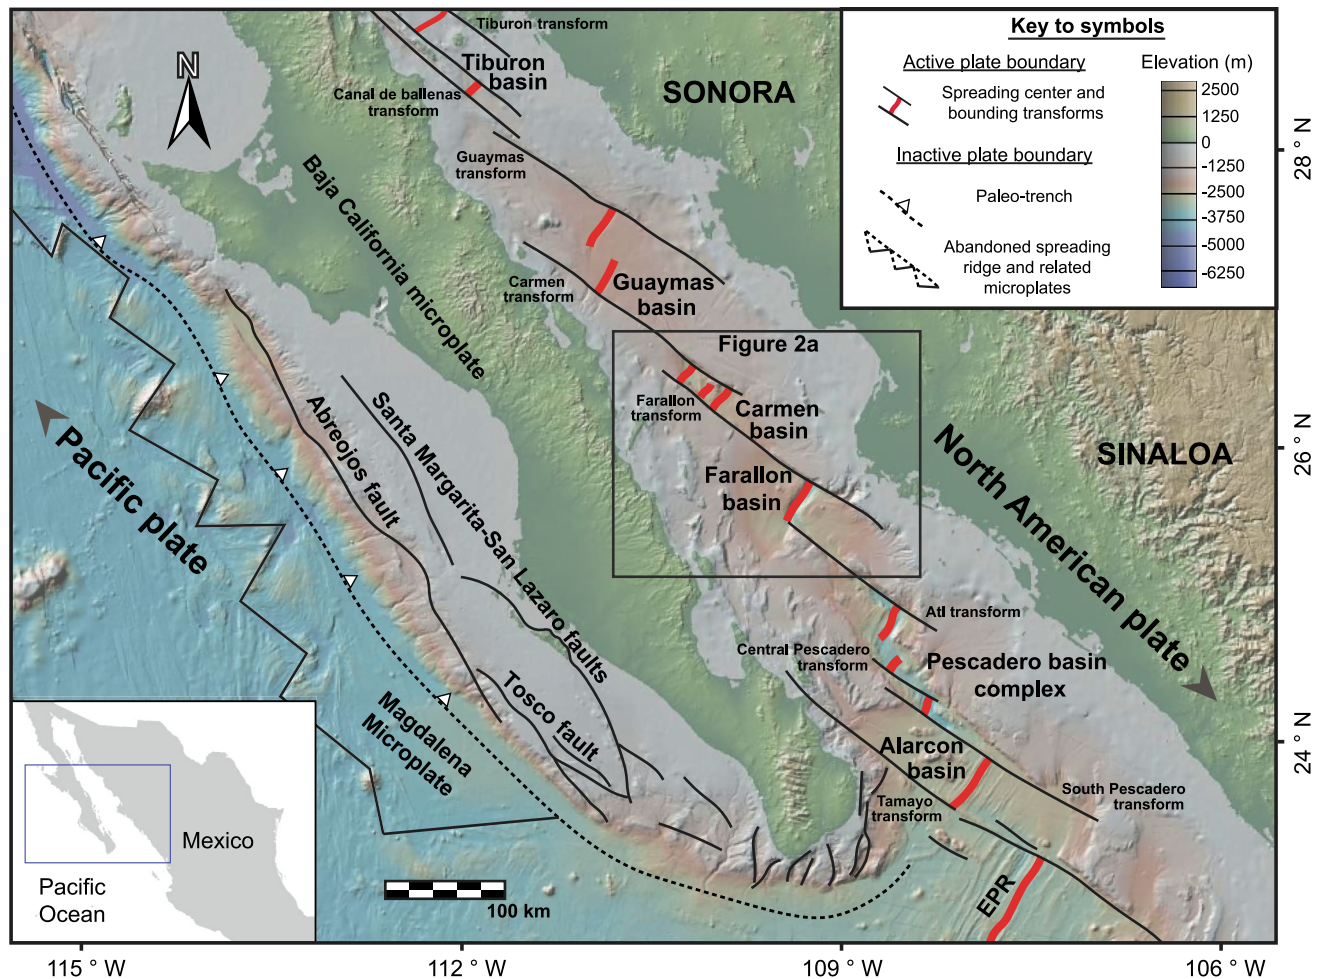 Tiburon transform
Tiburon
basin
Canal de ballenas
transform
SONORA
N
Guaymas
transform
Baja California microplate
Carmen
transform
Guaymas
basin
Figure 2a
Farallon
transform
Carmen
basin
Farallon
basin
SINALOA
North American plate
Pacific plate
Abreojos fault
Santa Margarita-San Lazaro faults
Tosco fault
Magdalena
Microplate
Atl transform
Central Pescadero
transform
Pescadero basin
complex
Alarcon
basin
Tamayo
transform
South Pescadero
transform
EPR
100 km
Mexico
Pacific
Ocean
Key to symbols
Active plate boundary
Spreading center and
bounding transforms
Inactive plate boundary
Paleo-trench
Abandoned spreading
ridge and related
microplates
Elevation (m)
2500
1250
0
-1250
-2500
-3750
-5000
-6250
28 ° N
26 ° N
24 ° N
115 ° W
112 ° W
109 ° W
106 ° W